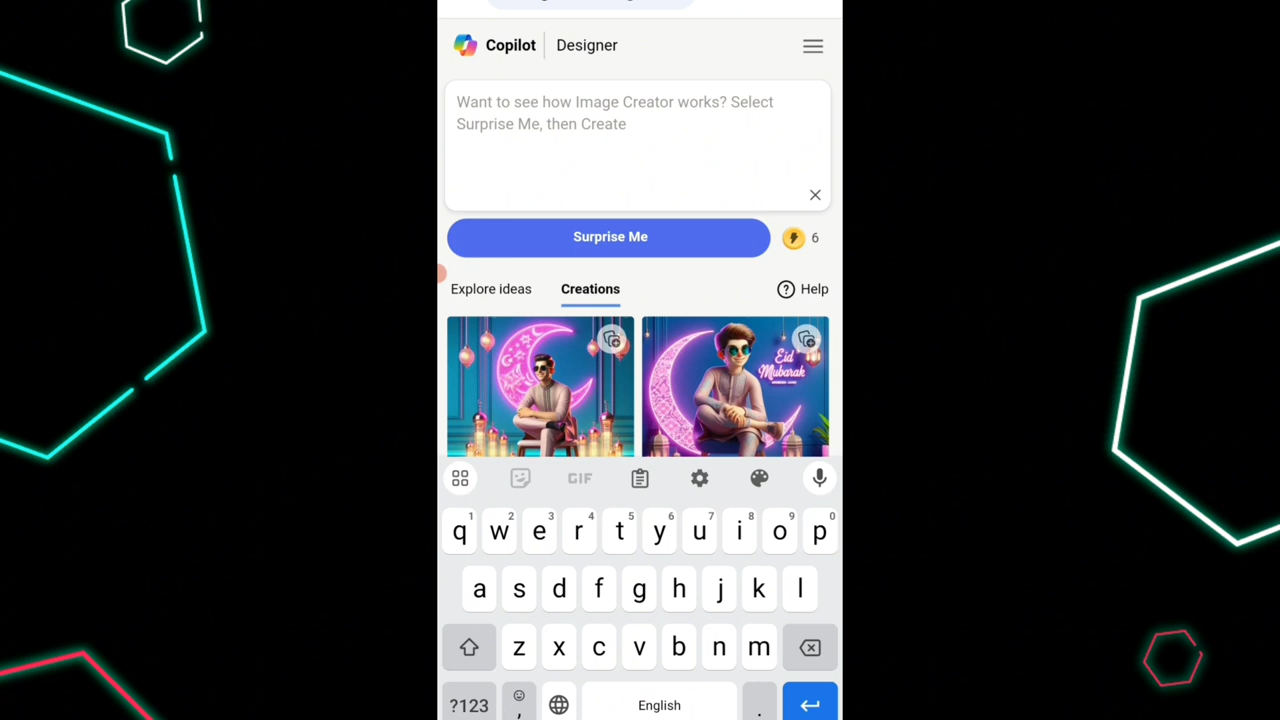 Copilot | Designer
Want to see how Image Creator works? Select
Surprise Me, then Create
Surprise Me
6
Explore ideas
Creations
Help
Eid
Mubarak
GIF
1 2 3 4 5 6 7 8 9 0
q w e r t y u i o p
a s d f g h j k l
z x c v b n m
?123 , English .